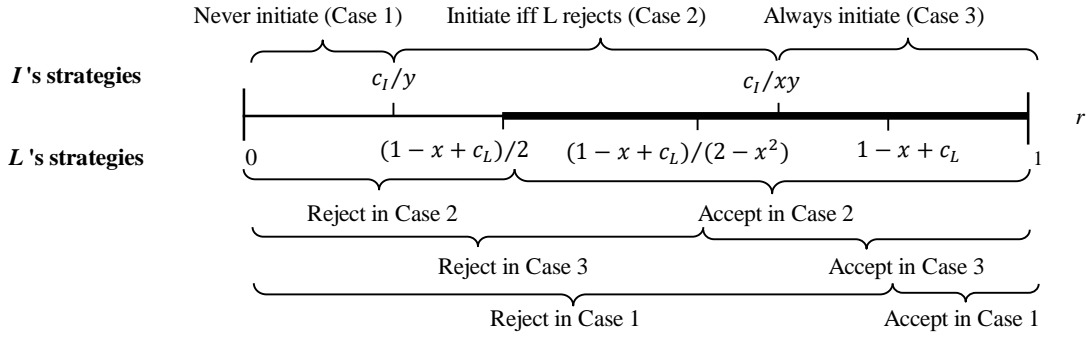 Never initiate (Case 1) Initiate iff L rejects (Case 2) Always initiate (Case 3)
I's strategies c_I/y c_I/xy
r
L 's strategies 0 (1 − x + c_L)/2 (1 − x + c_L)/(2 − x²) 1 − x + c_L 1
Reject in Case 2 Accept in Case 2
Reject in Case 3 Accept in Case 3
Reject in Case 1 Accept in Case 1